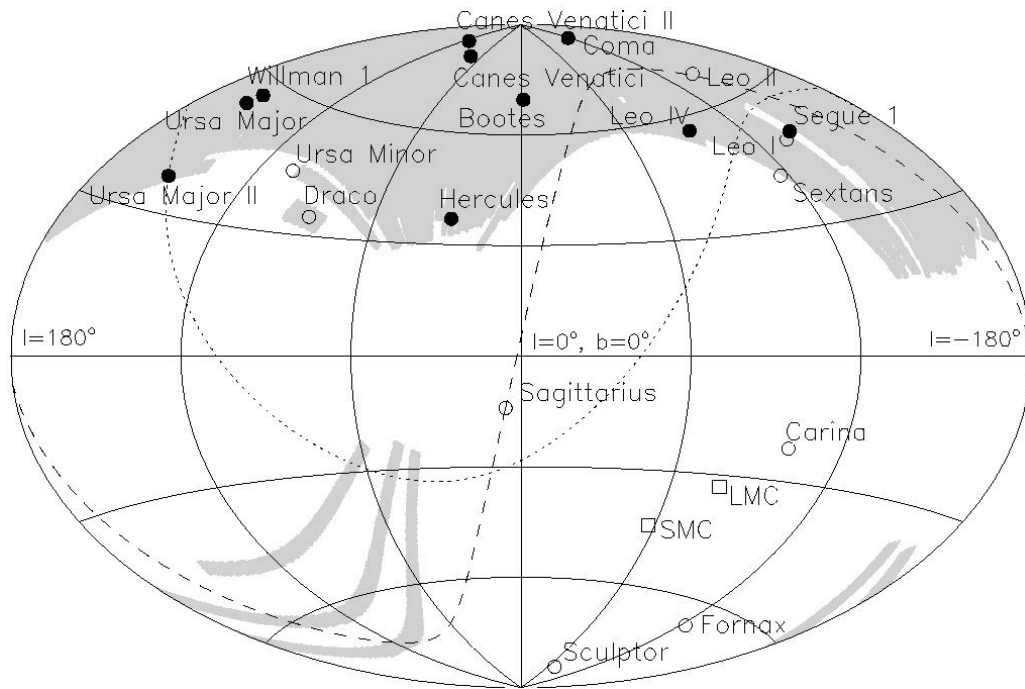 Canes Venatici II
Coma
Willman 1
Canes Venatici
Leo II
Ursa Major
Bootes
Leo IV
Segue 1
Leo I
Ursa Minor
Ursa Major II
Draco
Hercules
Sextans
l=180°
l=0°, b=0°
l=−180°
Sagittarius
Carina
LMC
SMC
Fornax
Sculptor